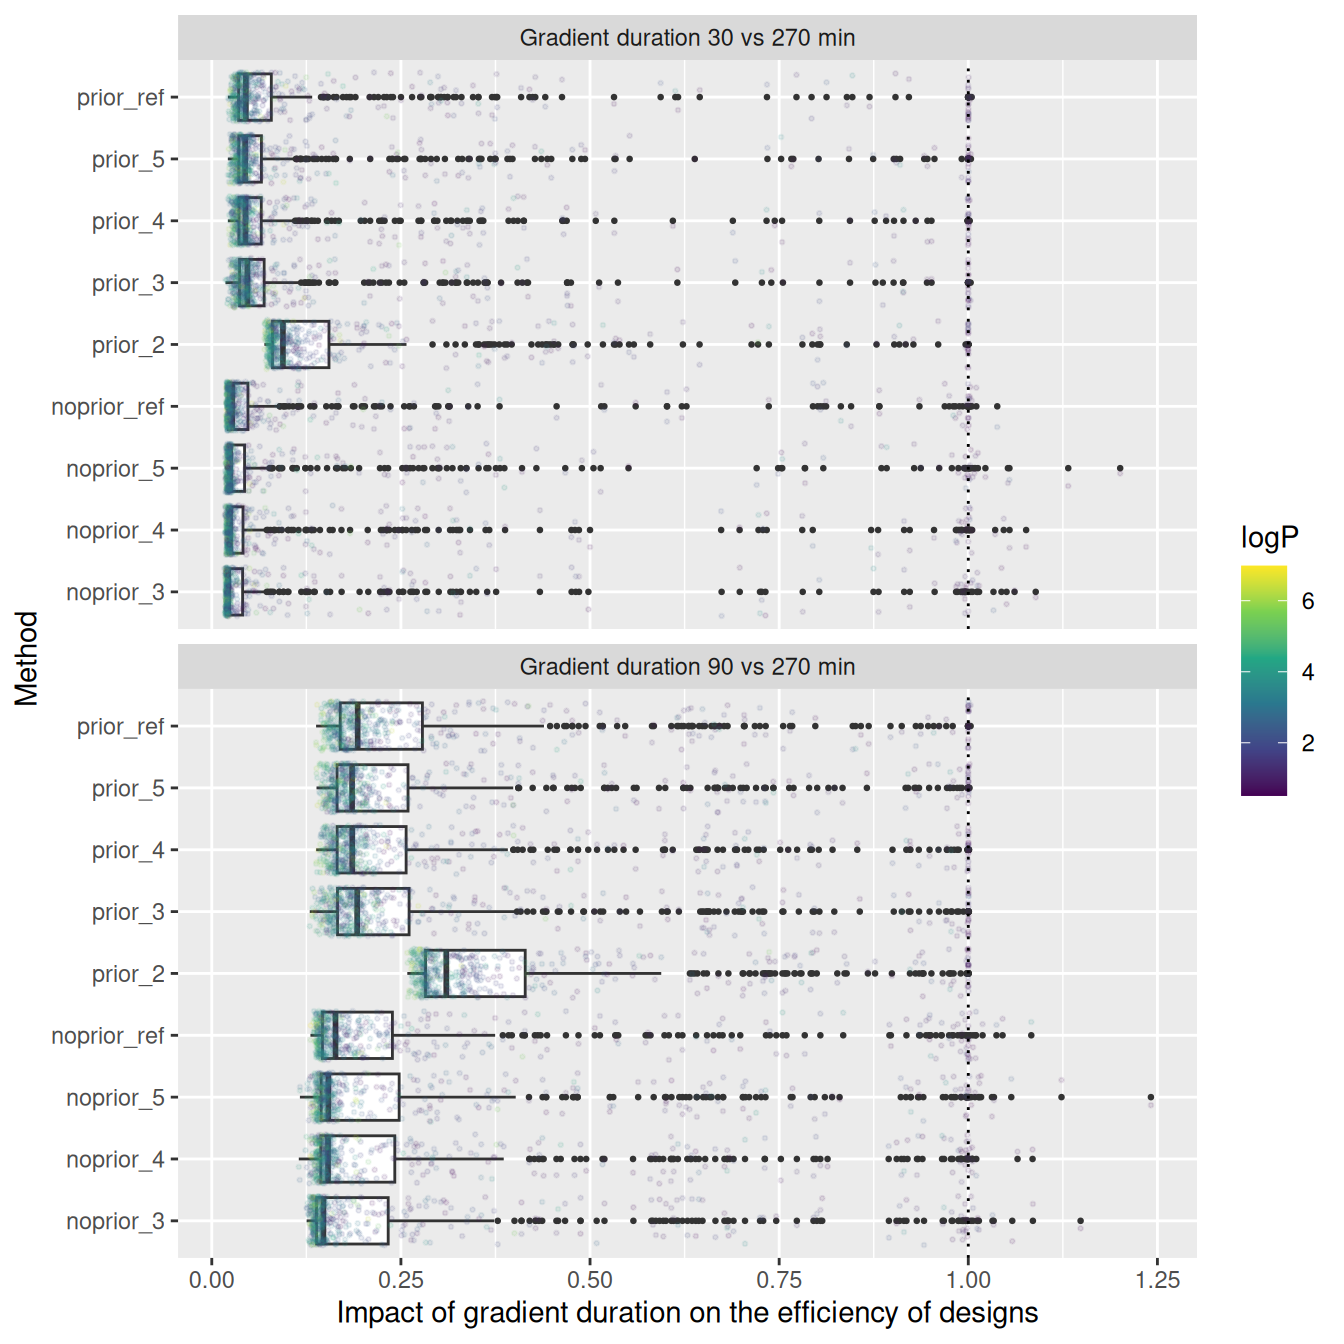 Gradient duration 30 vs 270 min
prior_ref
prior_5
prior_4
prior_3
prior_2
noprior_ref
noprior_5
noprior_4
noprior_3
Gradient duration 90 vs 270 min
prior_ref
prior_5
prior_4
prior_3
prior_2
noprior_ref
noprior_5
noprior_4
noprior_3
Method
0.00 0.25 0.50 0.75 1.00 1.25
Impact of gradient duration on the efficiency of designs
logP
6
4
2